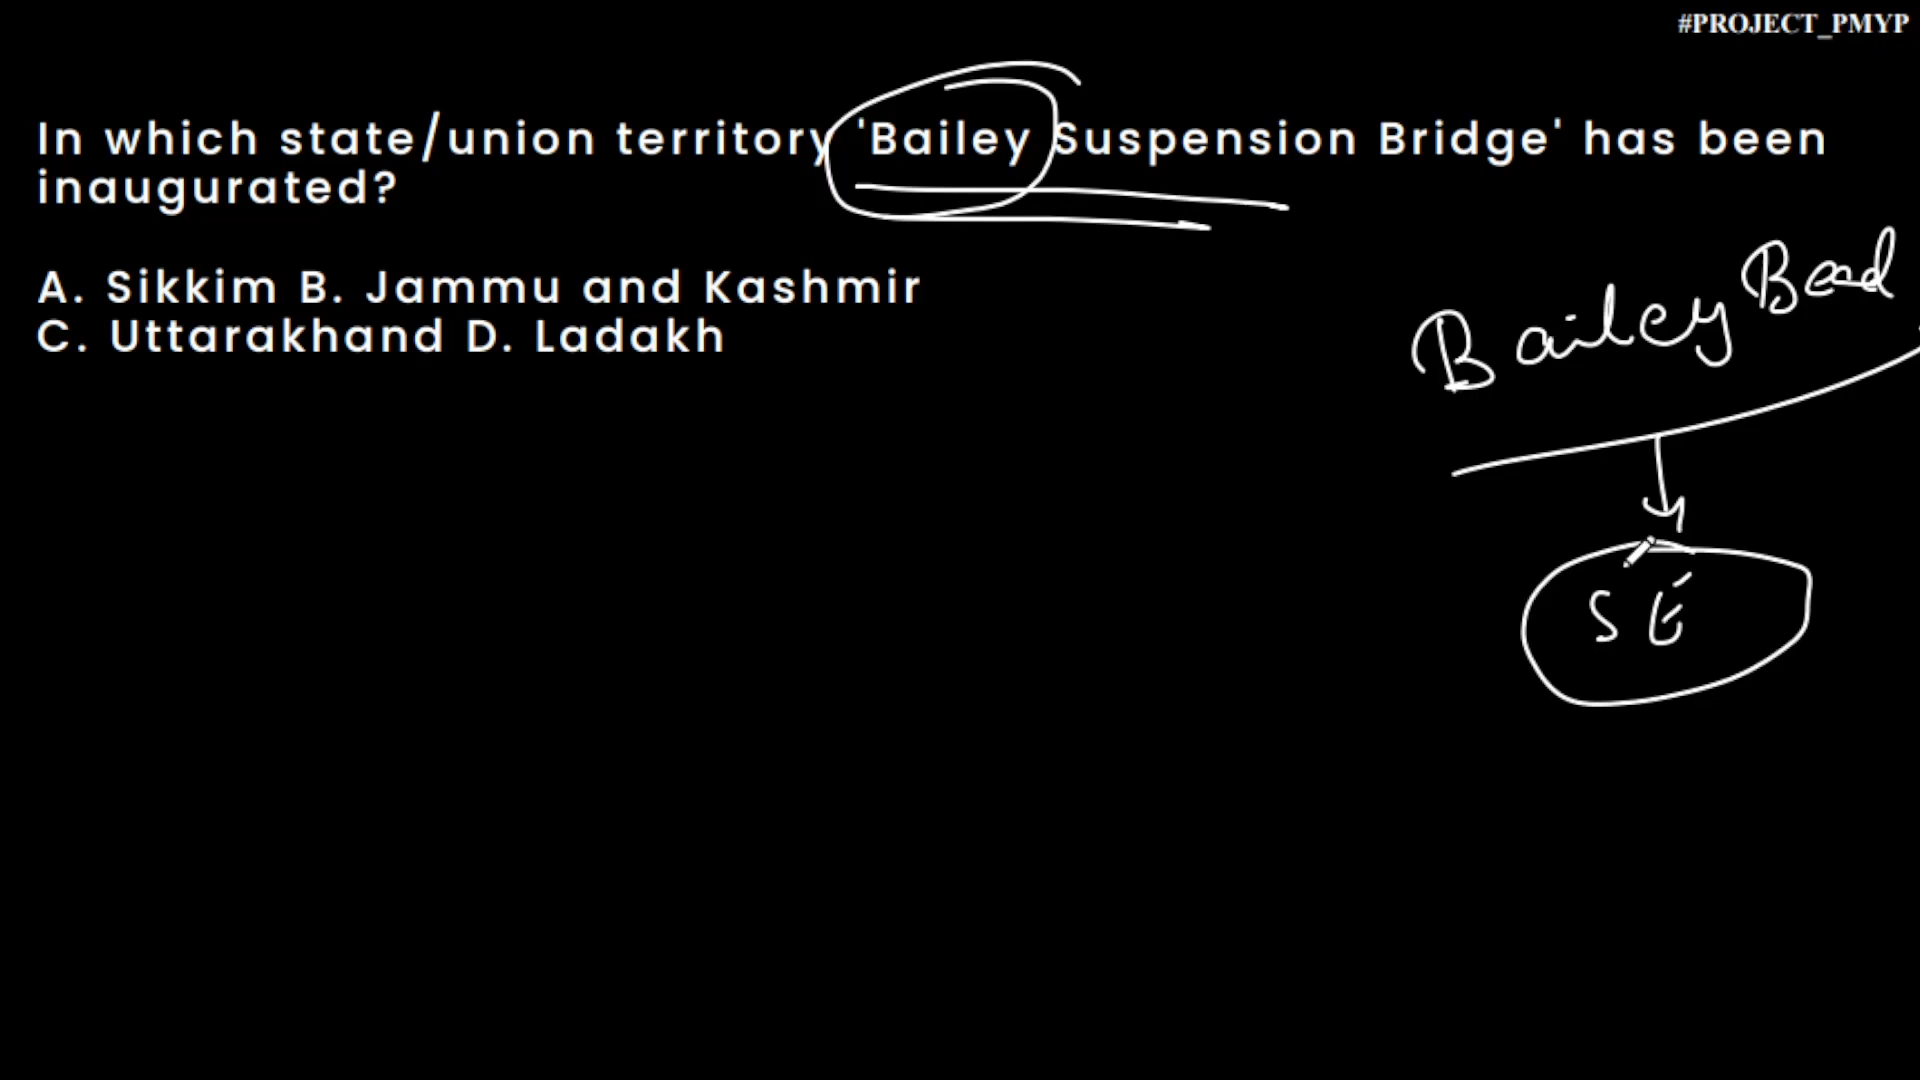 #PROJECT_PMYP
In which state/union territory 'Bailey Suspension Bridge' has been
inaugurated?
A. Sikkim B. Jammu and Kashmir
C. Uttarakhand D. Ladakh
Bailey Bead
SE